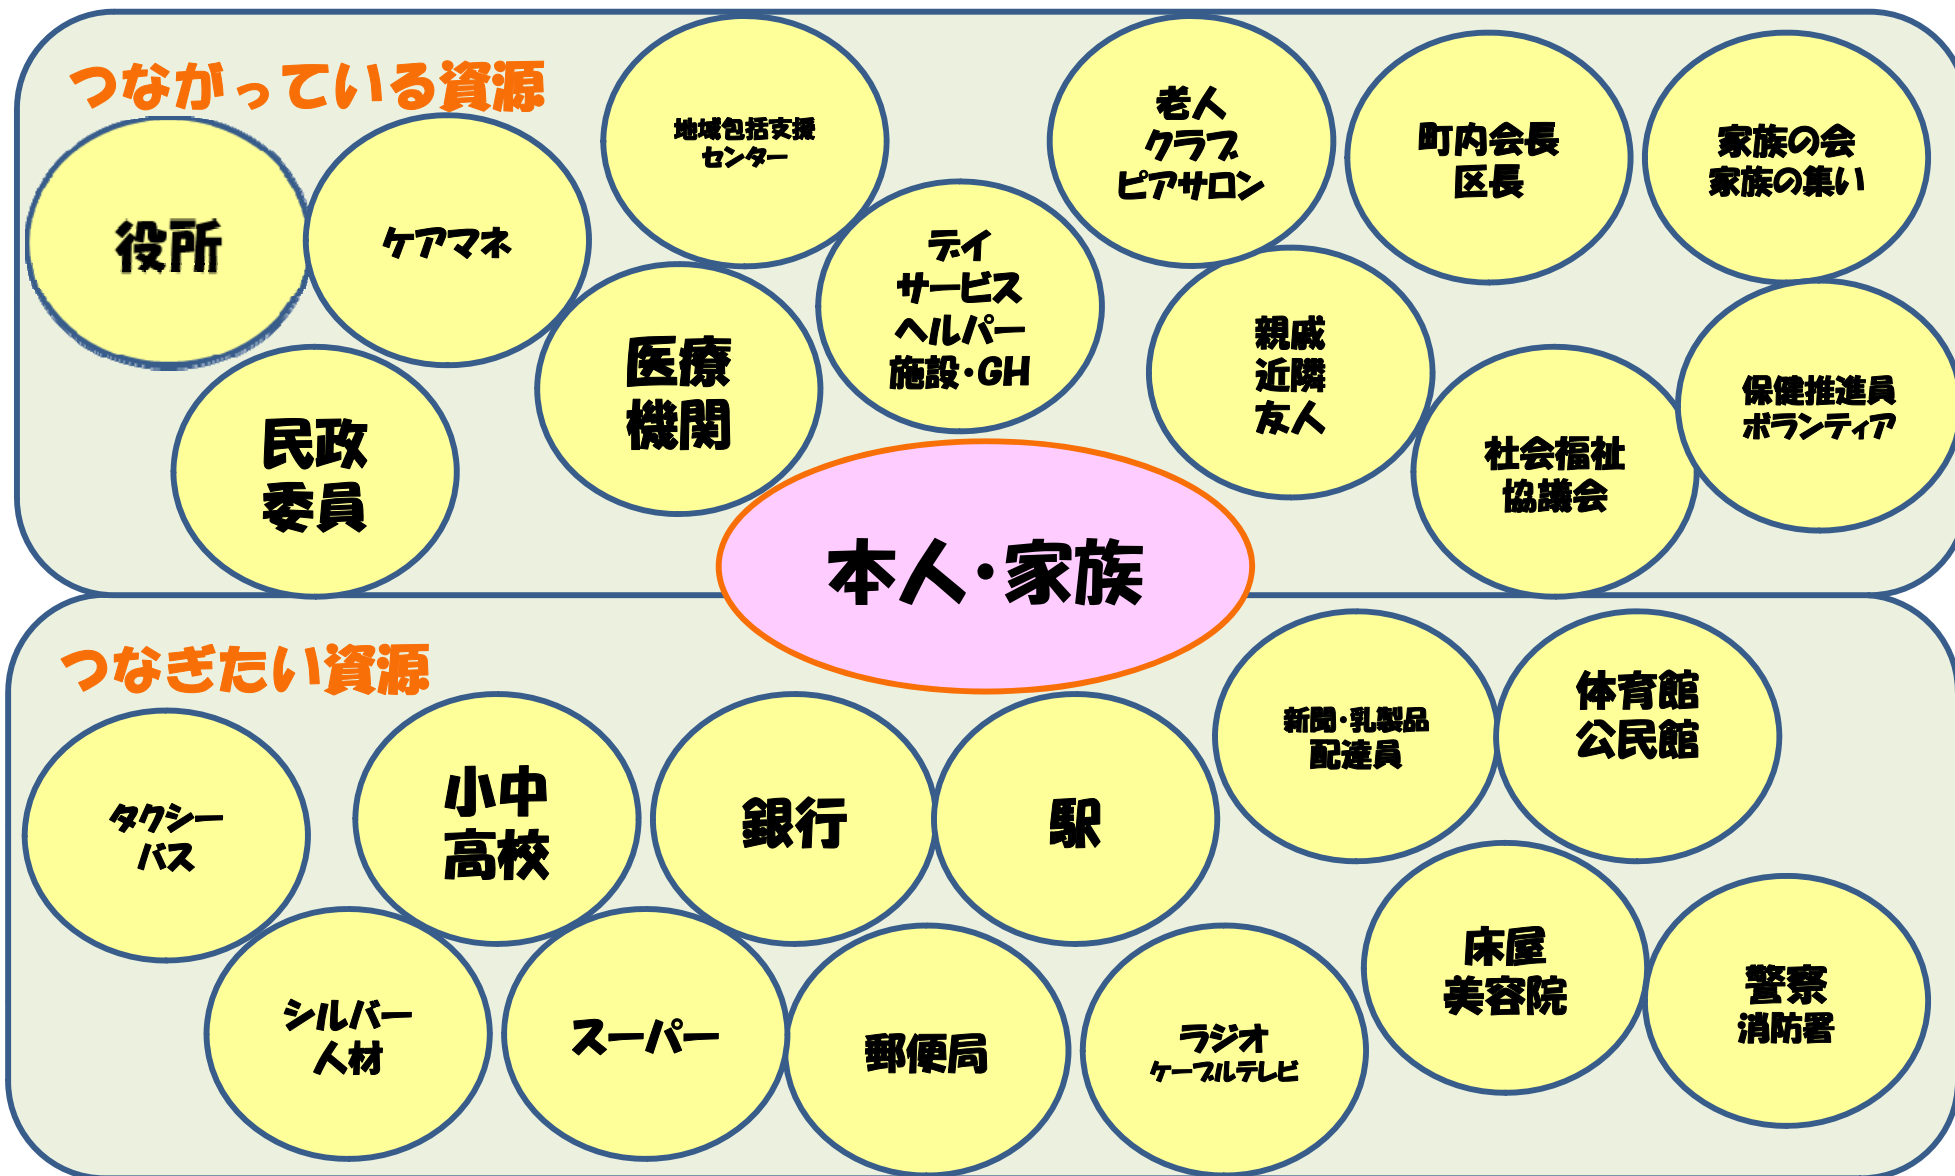 つながっている資源
役所
ケアマネ
地域包括支援
センター
老人
クラブ
ピアサロン
町内会長
区長
家族の会
家族の集い
民政
委員
医療
機関
デイ
サービス
ヘルパー
施設・GH
親戚
近隣
友人
社会福祉
協議会
保健推進員
ボランティア
本人・家族
つなぎたい資源
タクシー
バス
小中
高校
銀行
駅
新聞・乳製品
配達員
体育館
公民館
シルバー
人材
スーパー
郵便局
ラジオ
ケーブルテレビ
床屋
美容院
警察
消防署